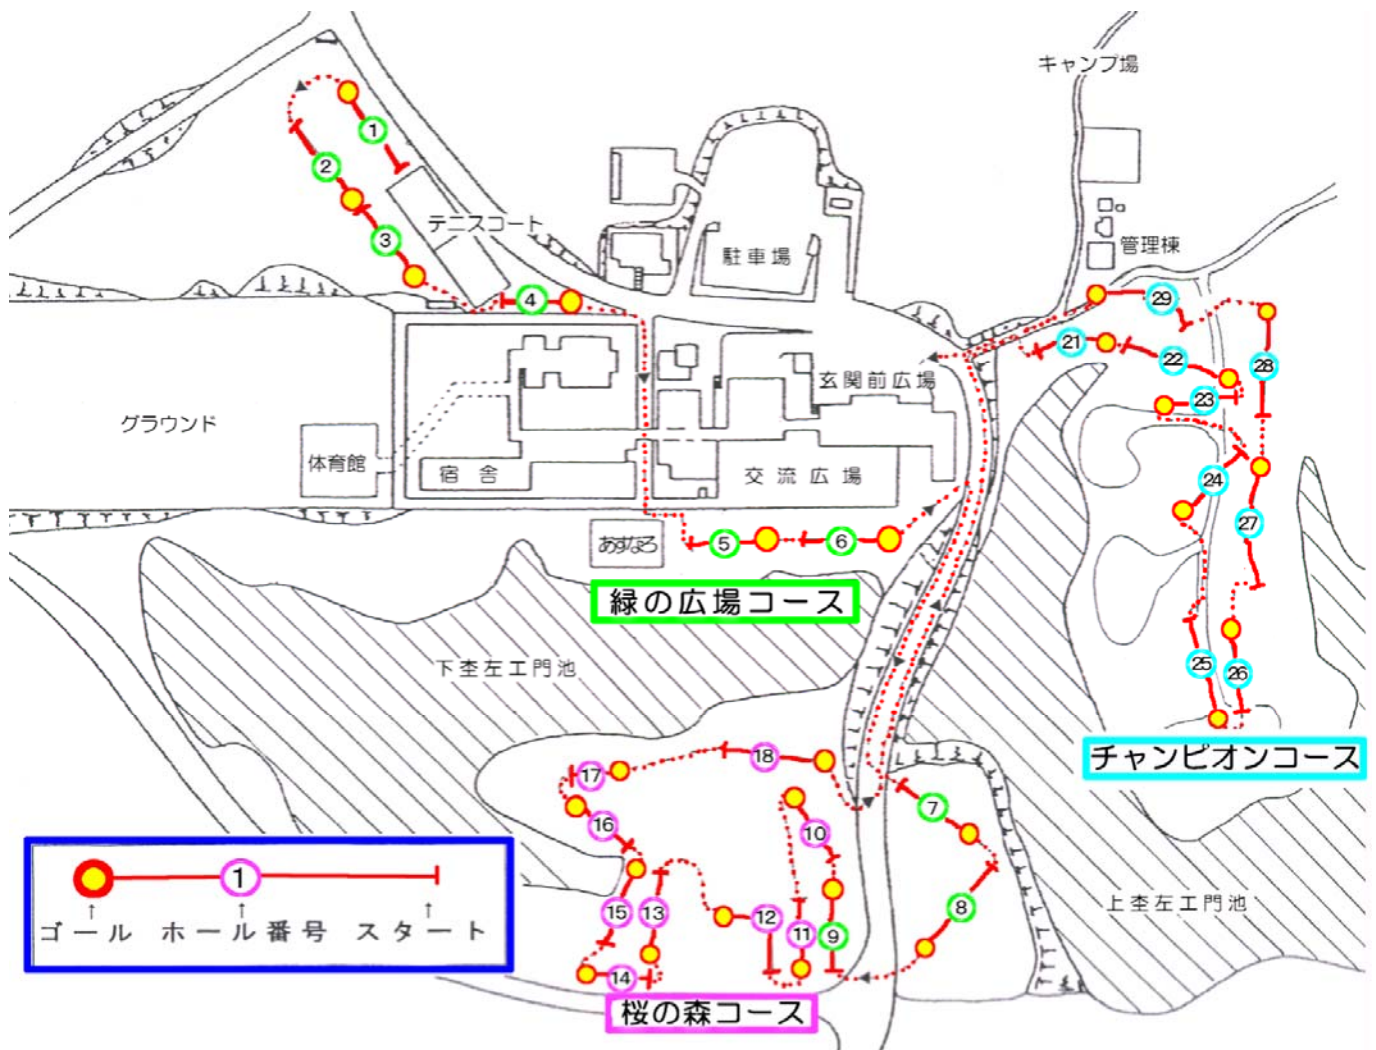 キャンプ場
1
2
テニスコート
3
駐車場
管理棟
4
29
21
22
28
玄関前広場
23
グラウンド
体育館
宿舎
交流広場
24
27
あすなろ
5
6
緑の広場コース
下杢左エ門池
25
26
チャンピオンコース
18
17
7
16
10
1
15
13
12
11
9
8
上杢左エ門池
ゴール ホール番号 スタート
14
桜の森コース